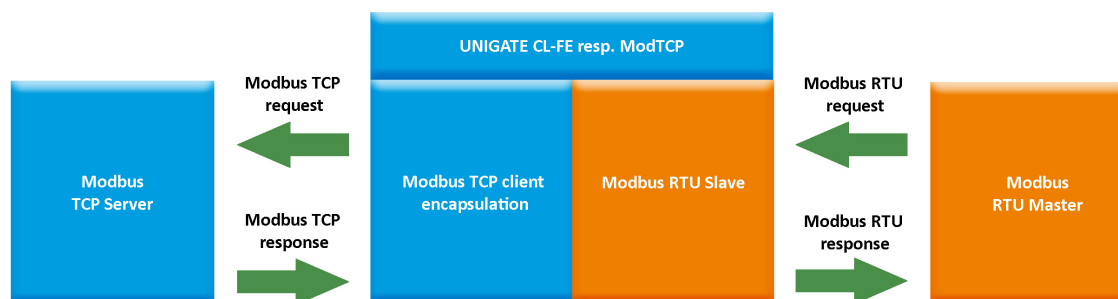 UNIGATE CL-FE resp. ModTCP
Modbus TCP
request
Modbus RTU
request
Modbus
TCP Server
Modbus TCP client
encapsulation
Modbus RTU Slave
Modbus
RTU Master
Modbus TCP
response
Modbus RTU
response